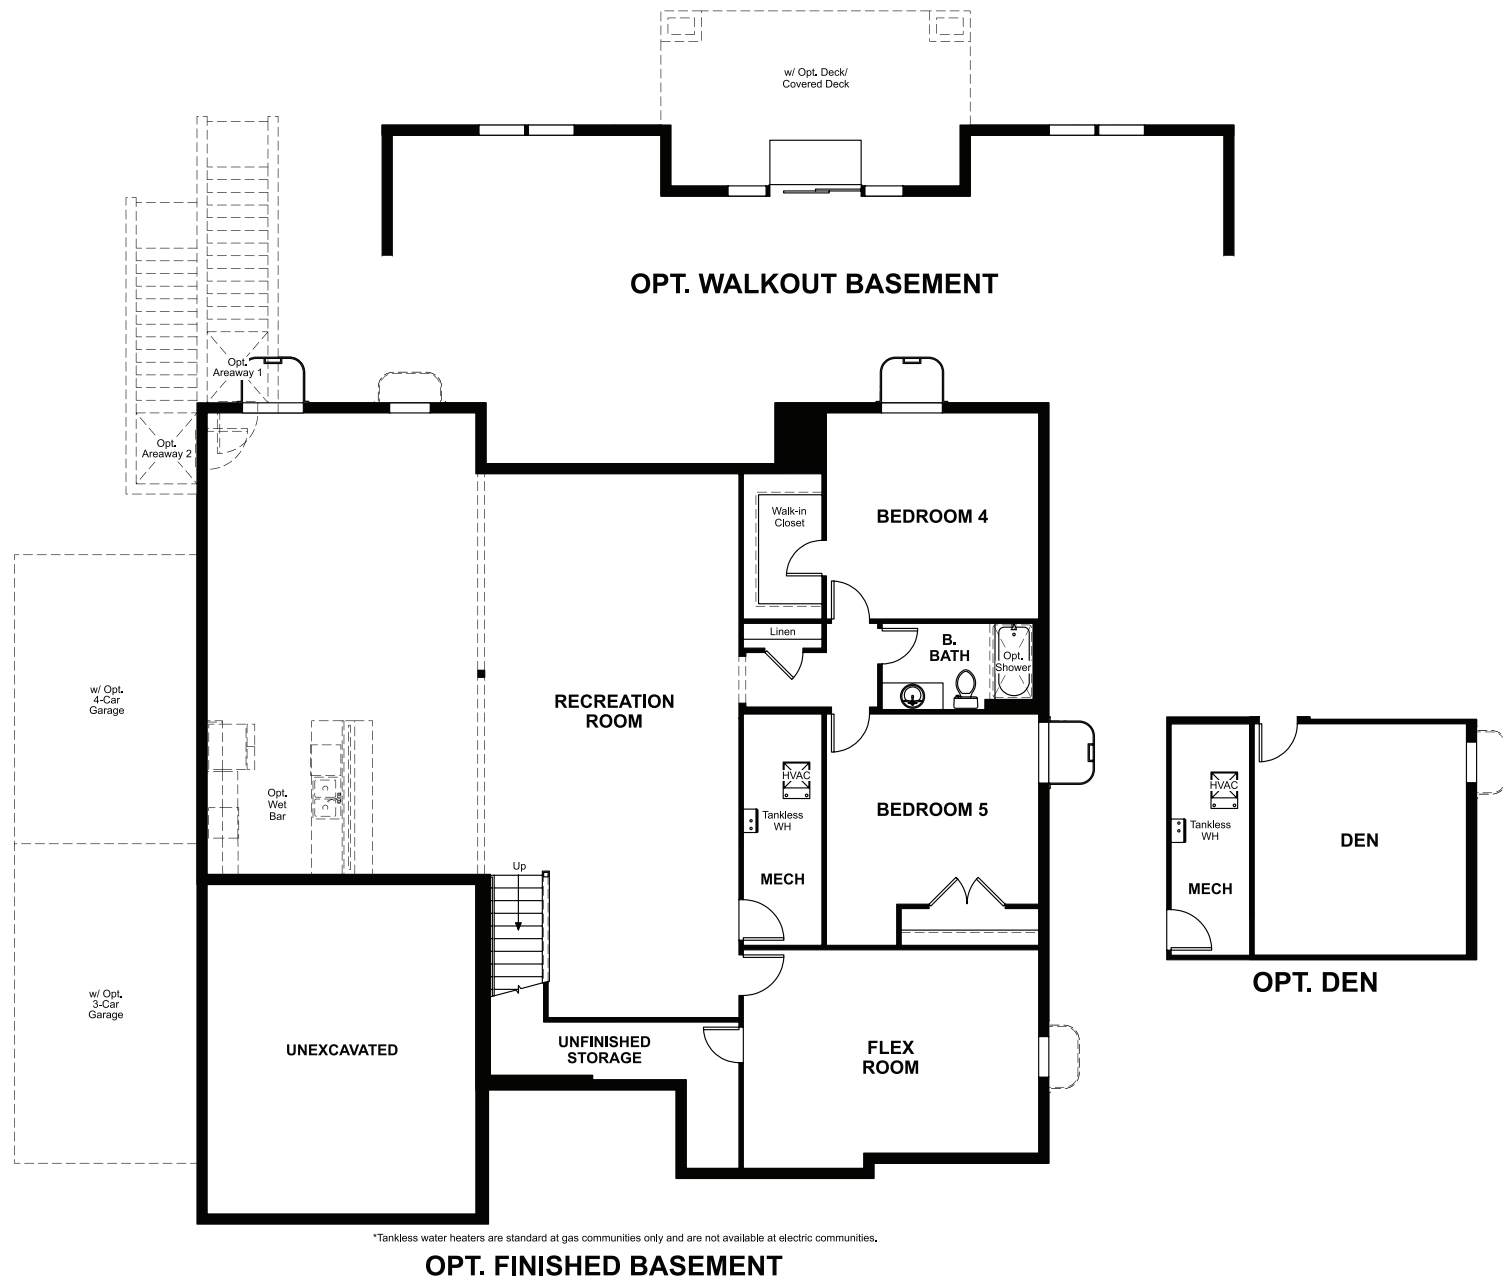 w/ Opt. Deck/
Covered Deck
OPT. WALKOUT BASEMENT
Opt.
Areaway 1
Opt.
Areaway 2
Walk-in
Closet
BEDROOM 4
Linen
B.
BATH
Opt.
Shower
w/ Opt.
4-Car
Garage
RECREATION
ROOM
Opt.
Wet
Bar
HVAC
Tankless
WH
MECH
BEDROOM 5
HVAC
Tankless
WH
MECH
DEN
OPT. DEN
Up
w/ Opt.
3-Car
Garage
UNEXCAVATED
UNFINISHED
STORAGE
FLEX
ROOM
*Tankless water heaters are standard at gas communities only and are not available at electric communities.
OPT. FINISHED BASEMENT